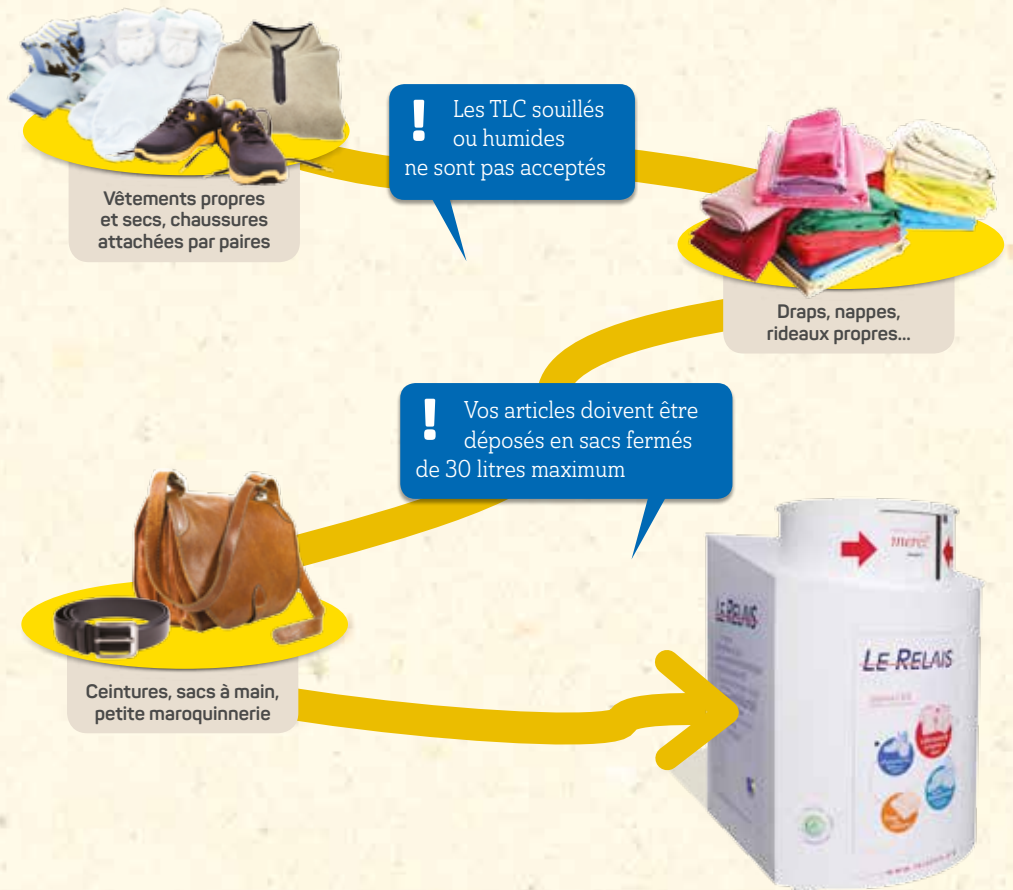 ! Les TLC souillés
ou humides
ne sont pas acceptés
Vêtements propres
et secs, chaussures
attachées par paires
Draps, nappes,
rideaux propres...
! Vos articles doivent être
déposés en sacs fermés
de 30 litres maximum
Ceintures, sacs à main,
petite maroquinnerie
merci
LE RELAIS
LE RELAIS